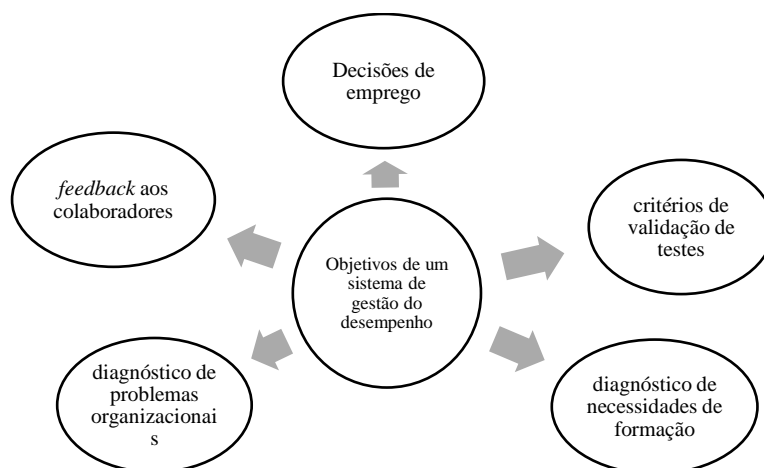 Decisões de
emprego
feedback aos
colaboradores
critérios de
validação de
testes
Objetivos de um
sistema de
gestão do
desempenho
diagnóstico de
problemas
organizacionai
s
diagnóstico de
necessidades de
formação